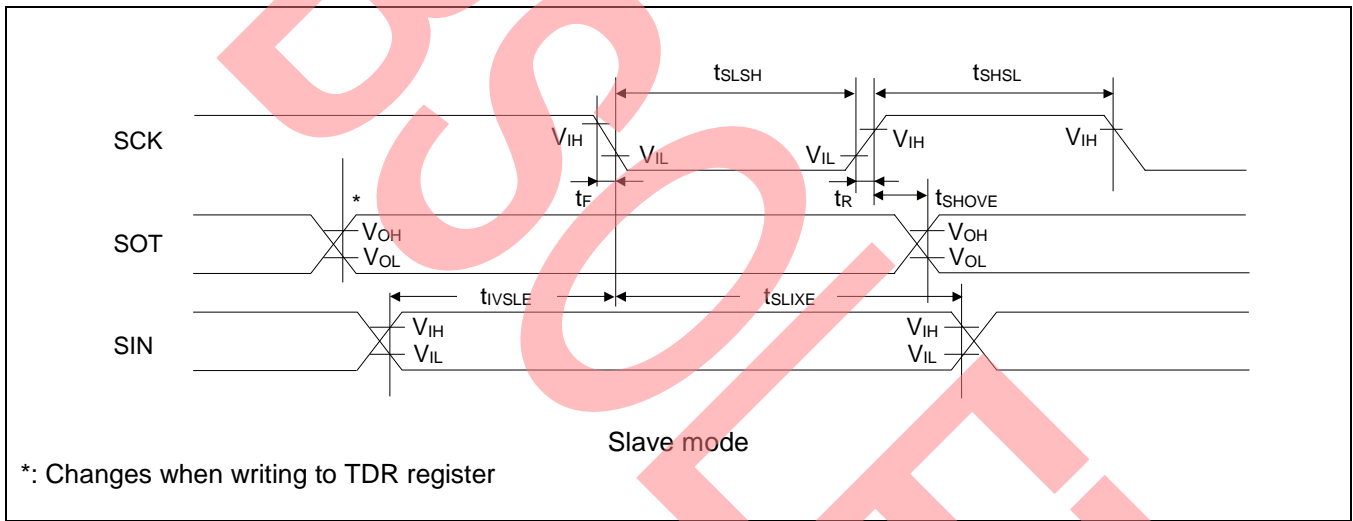 tSLSH tSHSL
SCK VIH VIL VIL VIH VIH
tF tR tSHOVE
* 
SOT VOH VOH
VOL VOL
tIVSLE tSLIXE
SIN VIH VIH
VIL VIL
Slave mode
*: Changes when writing to TDR register